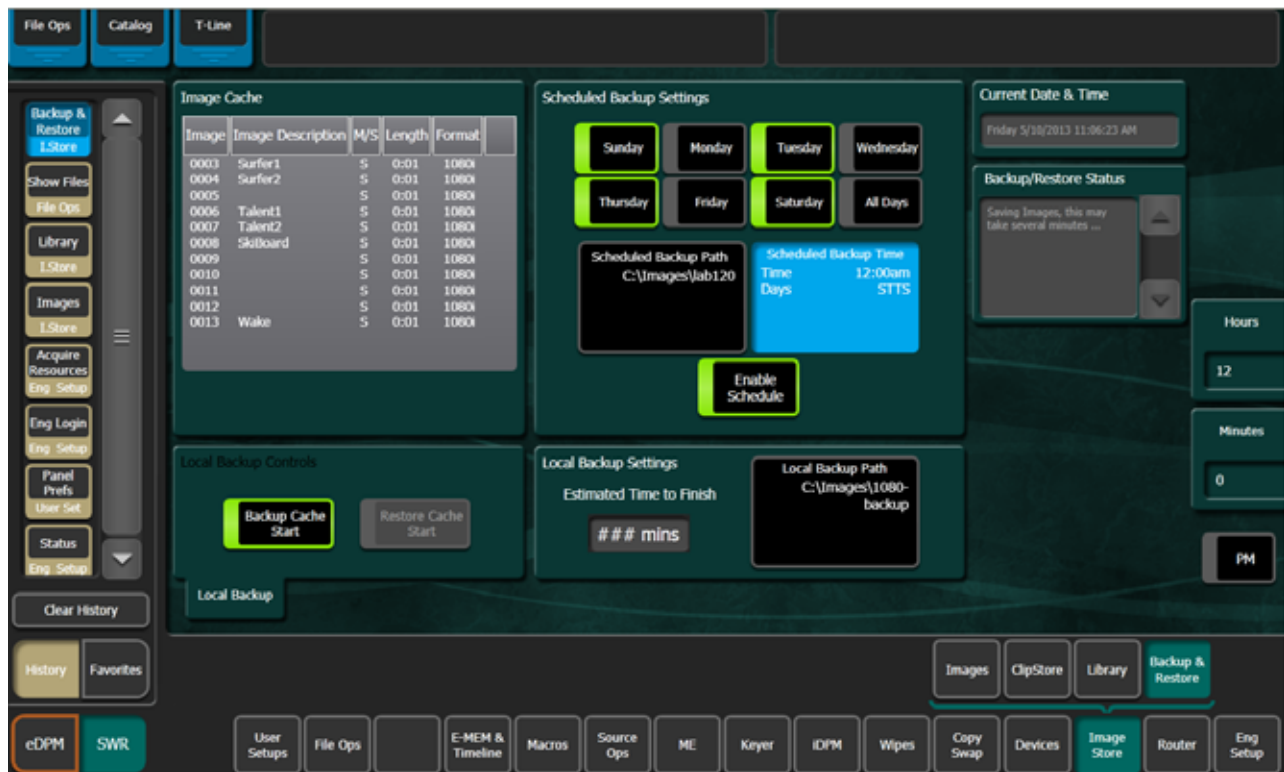 File Ops
Catalog
T-Line
Backup &
Restore
I.Store
Show Files
File Ops
Library
I.Store
Images
I.Store
Acquire
Resources
Eng Setup
Eng Login
Eng Setup
Panel
Prefs
User Set
Status
Eng Setup
Clear History
History
Favorites
Image Cache
Image Image Description M/S Length Format
0003 Surfer1 S 0:01 1080i
0004 Surfer2 S 0:01 1080i
0005 S 0:01 1080i
0006 Talent1 S 0:01 1080i
0007 Talent2 S 0:01 1080i
0008 SkiBoard S 0:01 1080i
0009 S 0:01 1080i
0010 S 0:01 1080i
0011 S 0:01 1080i
0012 S 0:01 1080i
0013 Wake S 0:01 1080i
Scheduled Backup Settings
Sunday
Monday
Tuesday
Wednesday
Thursday
Friday
Saturday
All Days
Scheduled Backup Path
C:\Images\lab120
Scheduled Backup Time
Time 12:00am
Days STTS
Enable
Schedule
Current Date & Time
Friday 5/10/2013 11:06:23 AM
Backup/Restore Status
Saving Images, this may
take several minutes ...
Hours
12
Minutes
0
PM
Local Backup Controls
Backup Cache
Start
Restore Cache
Start
Local Backup Settings
Estimated Time to Finish
### mins
Local Backup Path
C:\Images\1080-
backup
Local Backup
Images
ClipStore
Library
Backup &
Restore
eDPM
SWR
User
Setups
File Ops
E-MEM &
Timeline
Macros
Source
Ops
ME
Keyer
iDPM
Wipes
Copy
Swap
Devices
Image
Store
Router
Eng
Setup